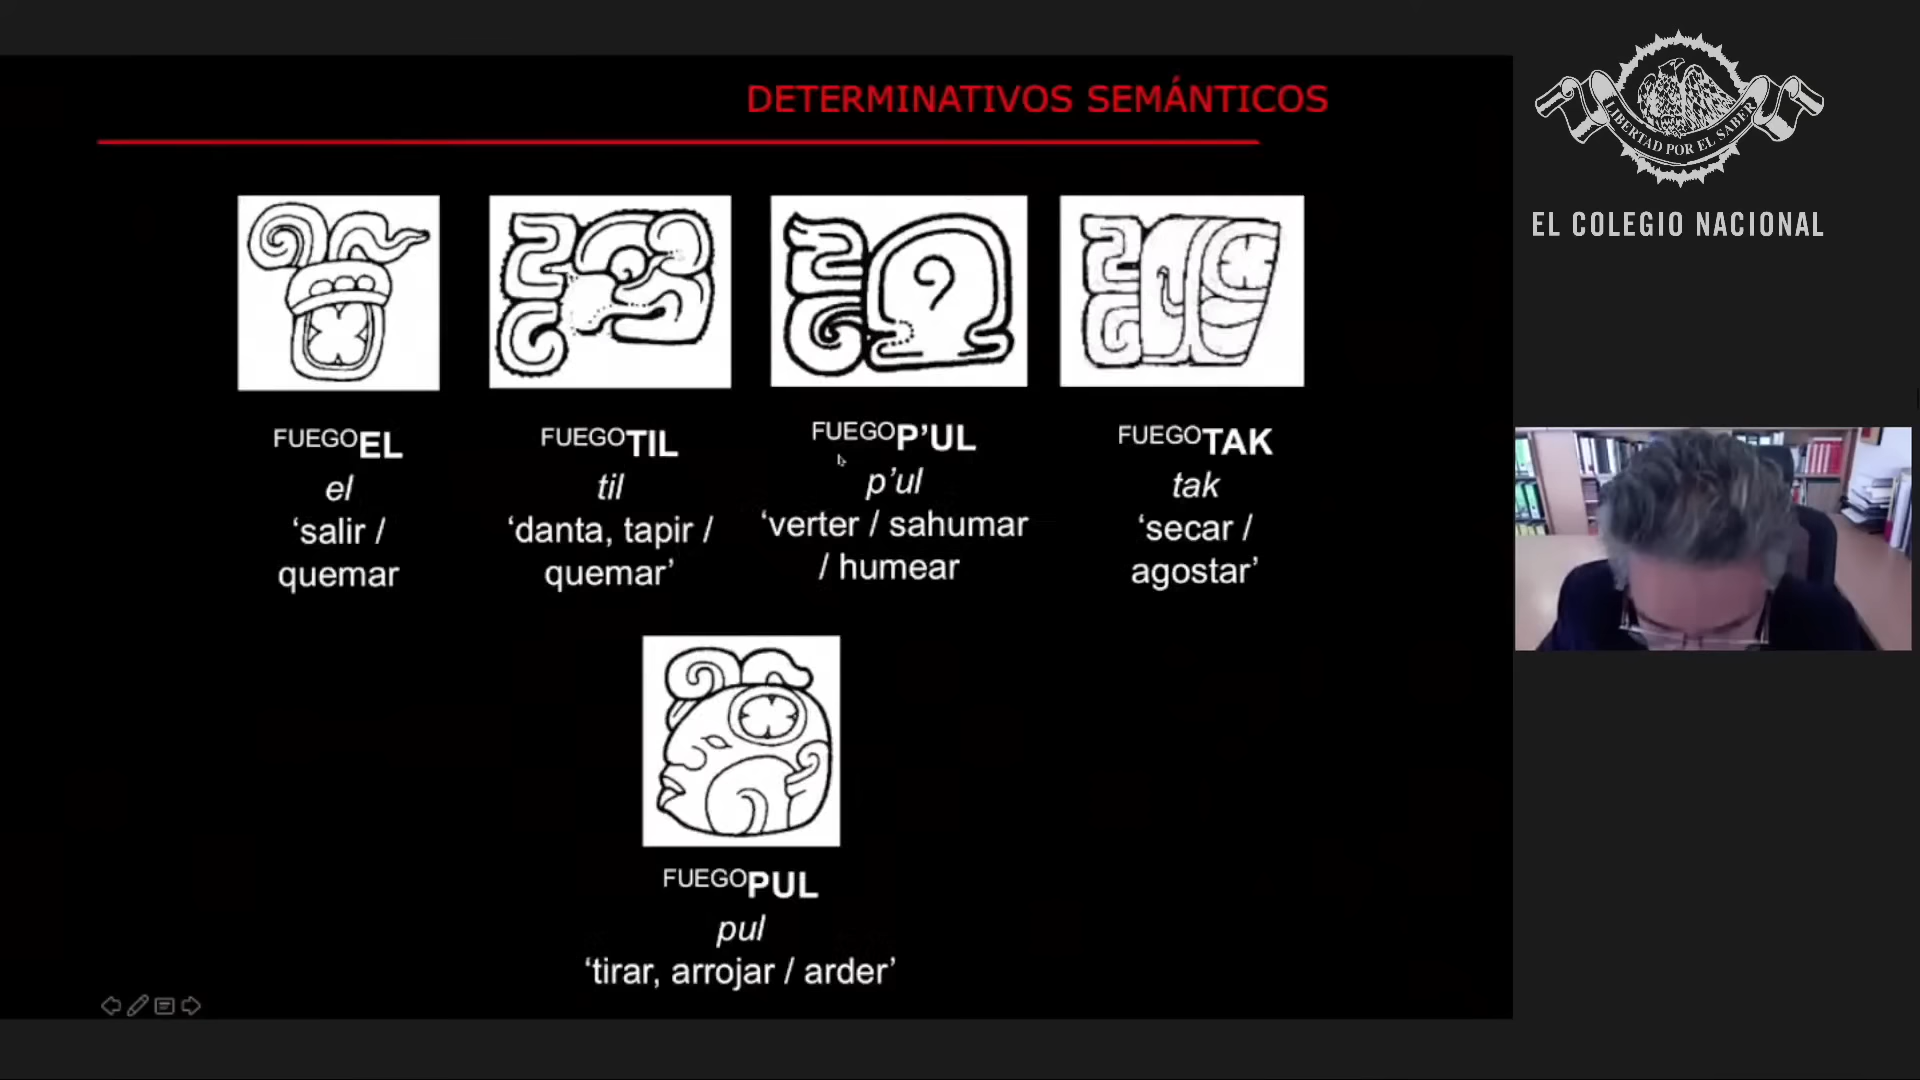 DETERMINATIVOS SEMÁNTICOS
LIBERTAD POR EL SABER
EL COLEGIO NACIONAL
FUEGOEL
el
‘salir /
quemar
FUEGOTIL
til
‘danta, tapir /
quemar’
FUEGOP’UL
p’ul
‘verter / sahumar
/ humear
FUEGOTAK
tak
‘secar /
agostar’
FUEGOPUL
pul
‘tirar, arrojar / arder’